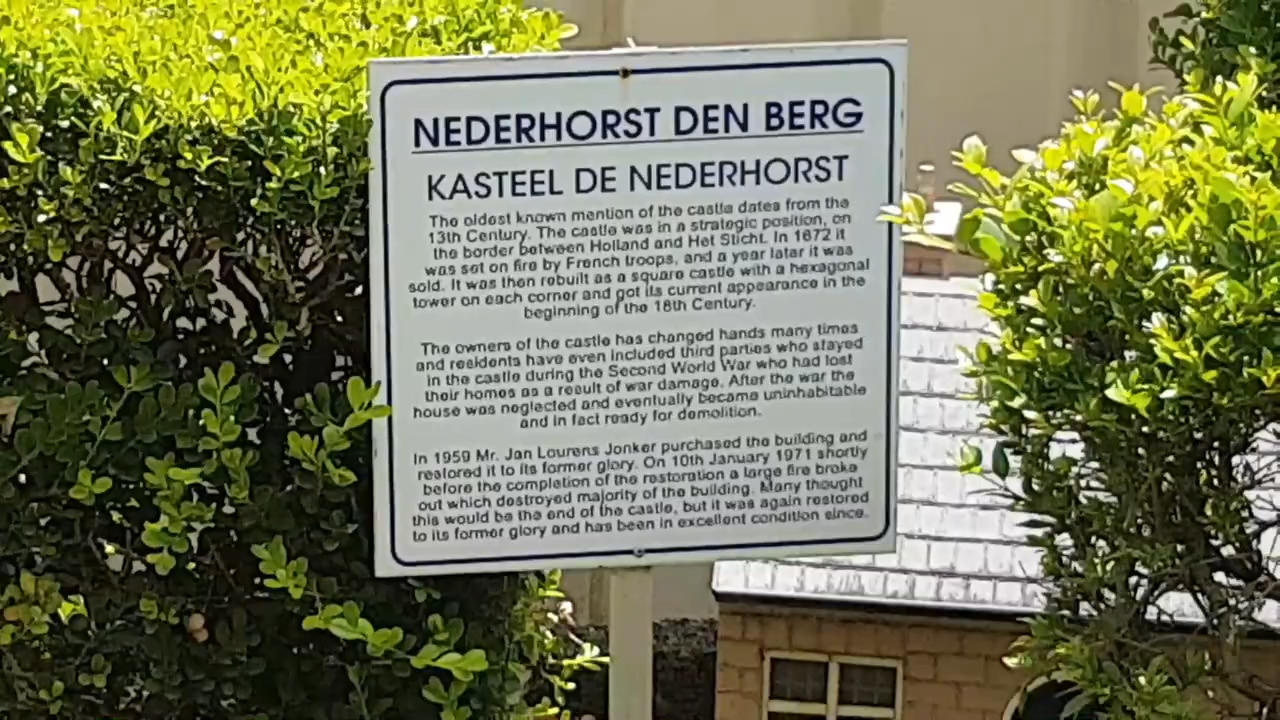 NEDERHORST DEN BERG
KASTEEL DE NEDERHORST
The oldest known mention of the castle dates from the
13th Century. The castle was in a strategic position, on
the border between Holland and Het Sticht. In 1672 it
was set on fire by French troops, and a year later it was
sold. It was then rebuilt as a square castle with a hexagonal
tower on each corner and got its current appearance in the
beginning of the 18th Century.
The owners of the castle has changed hands many times
and residents have even included third parties who stayed
in the castle during the Second World War who had lost
their homes as a result of war damage. After the war the
house was neglected and eventually became uninhabitable
and in fact ready for demolition.
In 1959 Mr. Jan Lourens Jonker purchased the building and
restored it to its former glory. On 10th January 1971 shortly
before the completion of the restoration a large fire broke
out which destroyed majority of the building. Many thought
this would be the end of the castle, but it was again restored
to its former glory and has been in excellent condition since.